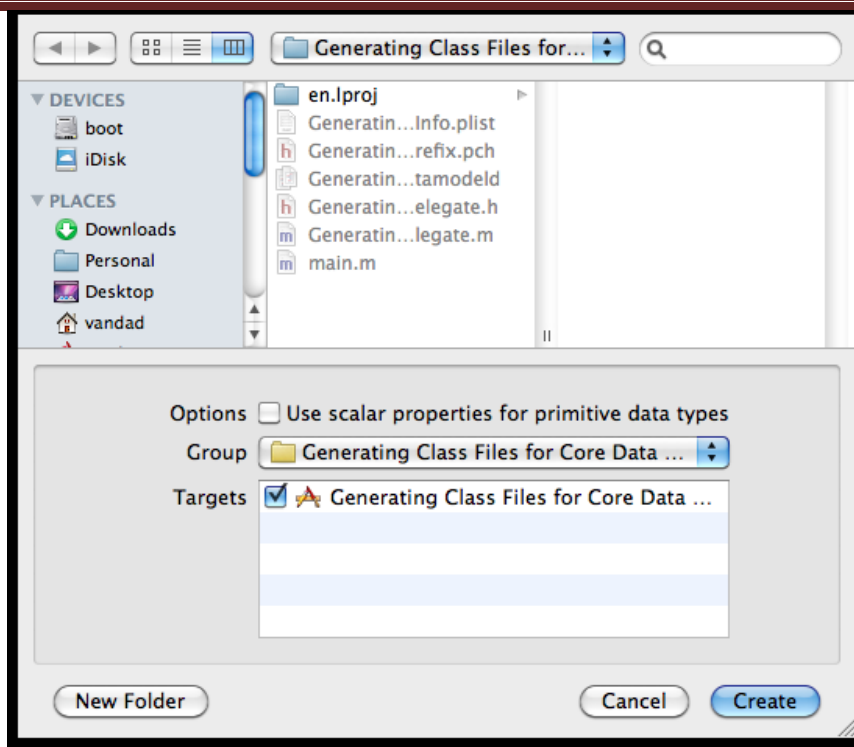 Generating Class Files for...
DEVICES
boot
iDisk
PLACES
Downloads
Personal
Desktop
vandad
en.lproj
Generatin...Info.plist
Generatin...refix.pch
Generatin...tamodeld
Generatin...elegate.h
Generatin...legate.m
main.m
Options Use scalar properties for primitive data types
Group Generating Class Files for Core Data ...
Targets Generating Class Files for Core Data ...
New Folder Cancel Create